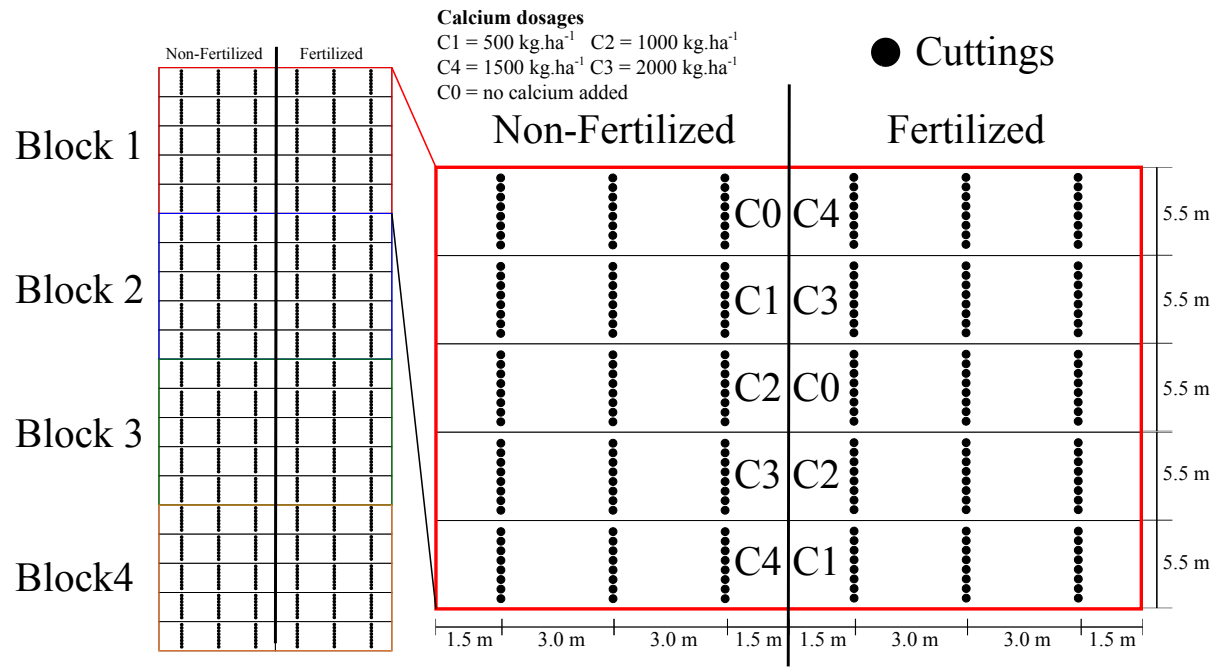 Calcium dosages
C1 = 500 kg.ha-1 C2 = 1000 kg.ha-1
C4 = 1500 kg.ha-1 C3 = 2000 kg.ha-1
C0 = no calcium added
Cuttings
Non-Fertilized Fertilized
Block 1
Block 2
Block 3
Block4
Non-Fertilized Fertilized
C0 C4 5.5 m
C1 C3 5.5 m
C2 C0 5.5 m
C3 C2 5.5 m
C4 C1 5.5 m
1.5 m 3.0 m 3.0 m 1.5 m 1.5 m 3.0 m 3.0 m 1.5 m